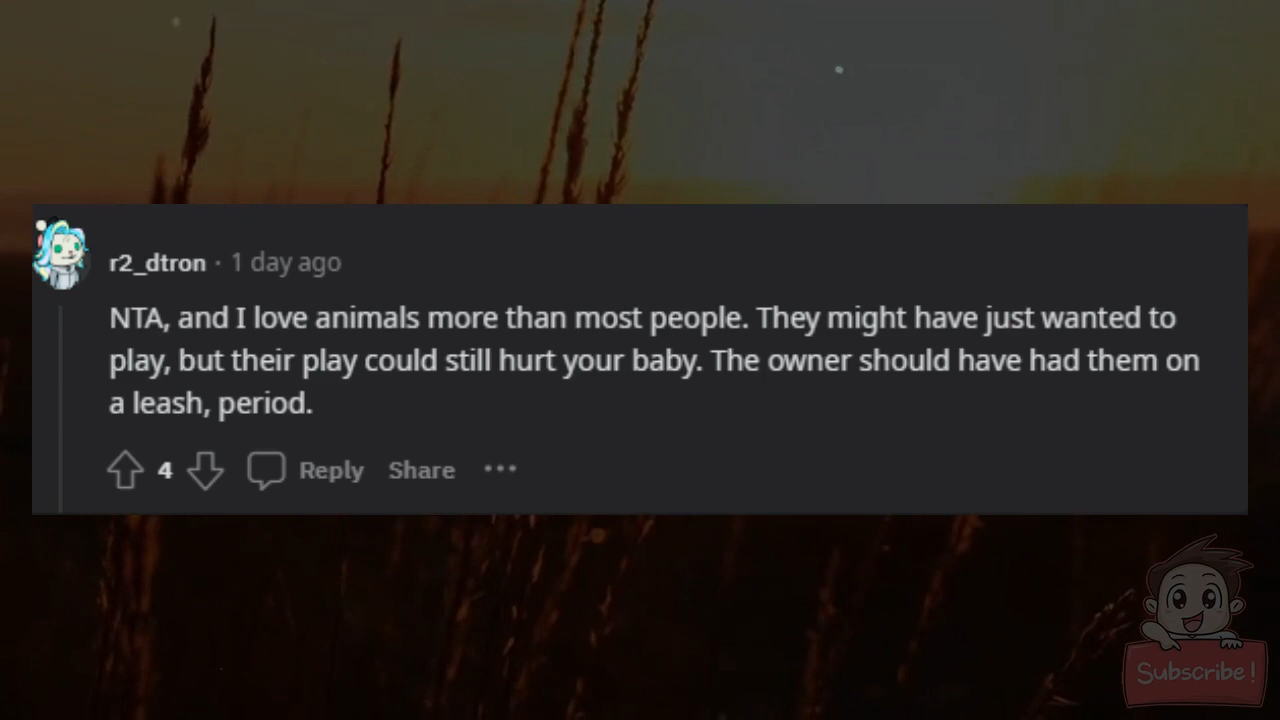 r2_dtron · 1 day ago
NTA, and I love animals more than most people. They might have just wanted to
play, but their play could still hurt your baby. The owner should have had them on
a leash, period.
4 Reply Share ···
Subscribe!